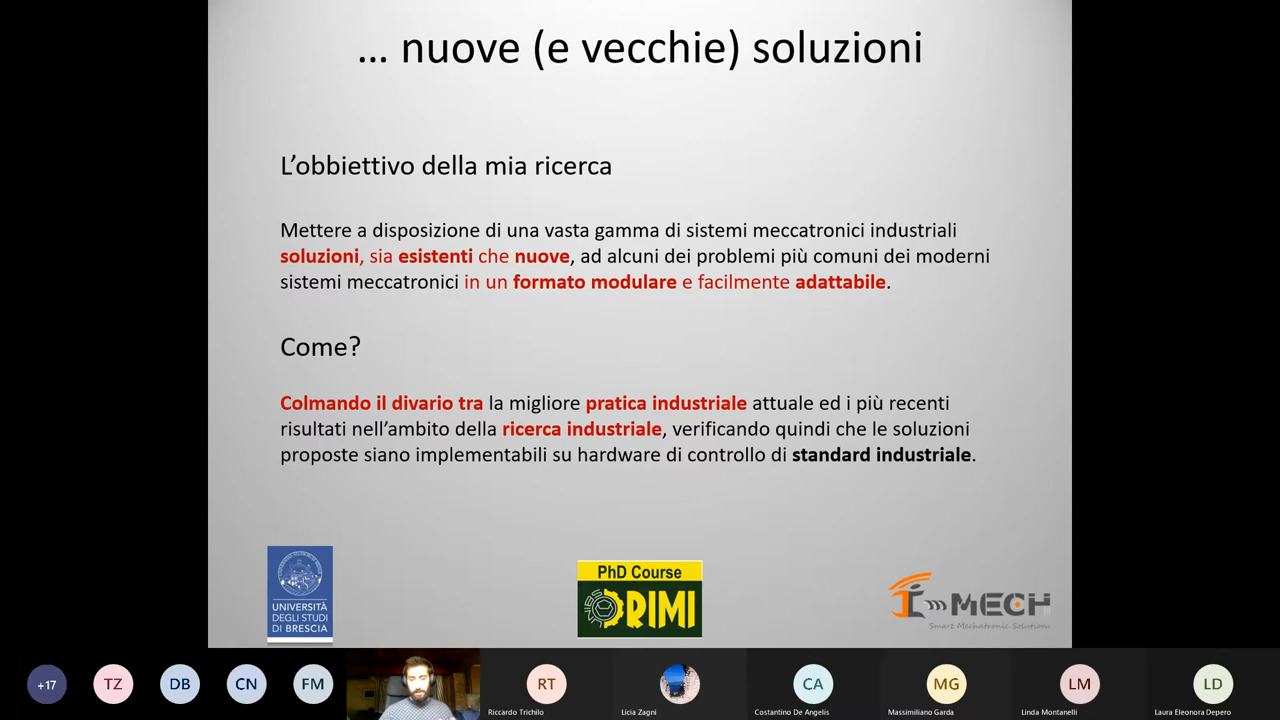 ... nuove (e vecchie) soluzioni
L'obbiettivo della mia ricerca
Mettere a disposizione di una vasta gamma di sistemi meccatronici industriali
soluzioni, sia esistenti che nuove, ad alcuni dei problemi più comuni dei moderni
sistemi meccatronici in un formato modulare e facilmente adattabile.
Come?
Colmando il divario tra la migliore pratica industriale attuale ed i più recenti
risultati nell'ambito della ricerca industriale, verificando quindi che le soluzioni
proposte siano implementabili su hardware di controllo di standard industriale.
UNIVERSITÀ
DEGLI STUDI
DI BRESCIA
PhD Course
DRIMI
I MECH
Smart Mechatronic Solutions
+17
TZ
DB
CN
FM
RT
CA
MG
LM
LD
Riccardo Trichilo
Licia Zagni
Costantino De Angelis
Massimiliano Garda
Linda Montanelli
Laura Eleonora Depero